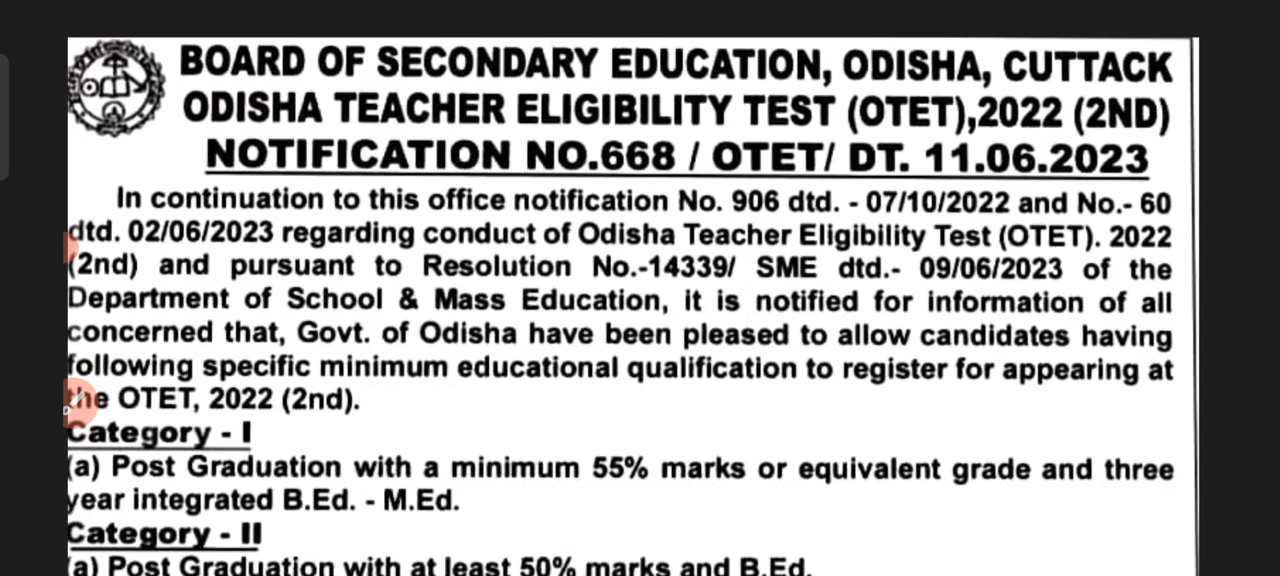 BOARD OF SECONDARY EDUCATION, ODISHA, CUTTACK
ODISHA TEACHER ELIGIBILITY TEST (OTET),2022 (2ND)
NOTIFICATION NO.668 / OTET/ DT. 11.06.2023
In continuation to this office notification No. 906 dtd. - 07/10/2022 and No.- 60
dtd. 02/06/2023 regarding conduct of Odisha Teacher Eligibility Test (OTET). 2022
(2nd) and pursuant to Resolution No.-14339/ SME dtd.- 09/06/2023 of the
Department of School & Mass Education, it is notified for information of all
concerned that, Govt. of Odisha have been pleased to allow candidates having
following specific minimum educational qualification to register for appearing at
the OTET, 2022 (2nd).
Category - I
(a) Post Graduation with a minimum 55% marks or equivalent grade and three
year integrated B.Ed. - M.Ed.
Category - II
(a) Post Graduation with at least 50% marks and B.Ed.